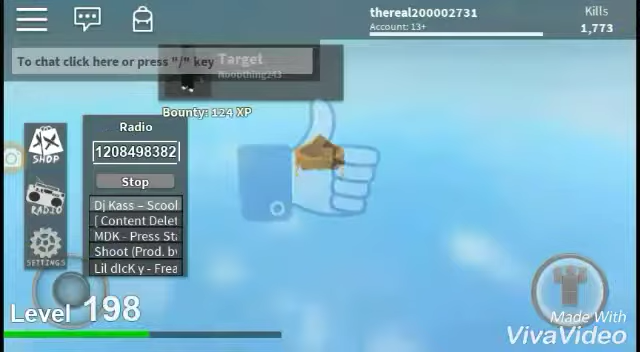 thereal200002731
Account: 13+
Kills
1,773
To chat click here or press "/" key
Target
Noobthing243
Bounty: 124 XP
Radio
1208498382
Stop
Dj Kass – Scool
[ Content Delet
MDK - Press Sta
Shoot (Prod. by
Lil dIcK y - Frea
SHOP
RADIO
SETTINGS
Level 198
Made With
VivaVideo